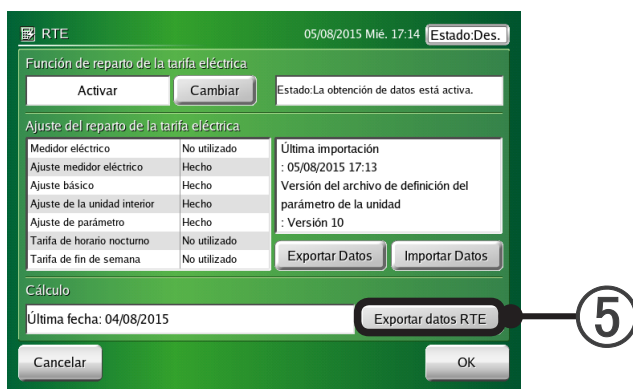 RTE 05/08/2015 Mié. 17:14 Estado:Des.
Función de reparto de la tarifa eléctrica
Activar Cambiar Estado:La obtención de datos está activa.
Ajuste del reparto de la tarifa eléctrica
Medidor eléctrico No utilizado
Ajuste medidor eléctrico Hecho
Ajuste básico Hecho
Ajuste de la unidad interior Hecho
Ajuste de parámetro Hecho
Tarifa de horario nocturno No utilizado
Tarifa de fin de semana No utilizado
Última importación
: 05/08/2015 17:13
Versión del archivo de definición del
parámetro de la unidad
: Versión 10
Exportar Datos Importar Datos
Cálculo
Última fecha: 04/08/2015 Exportar datos RTE ⑤
Cancelar OK